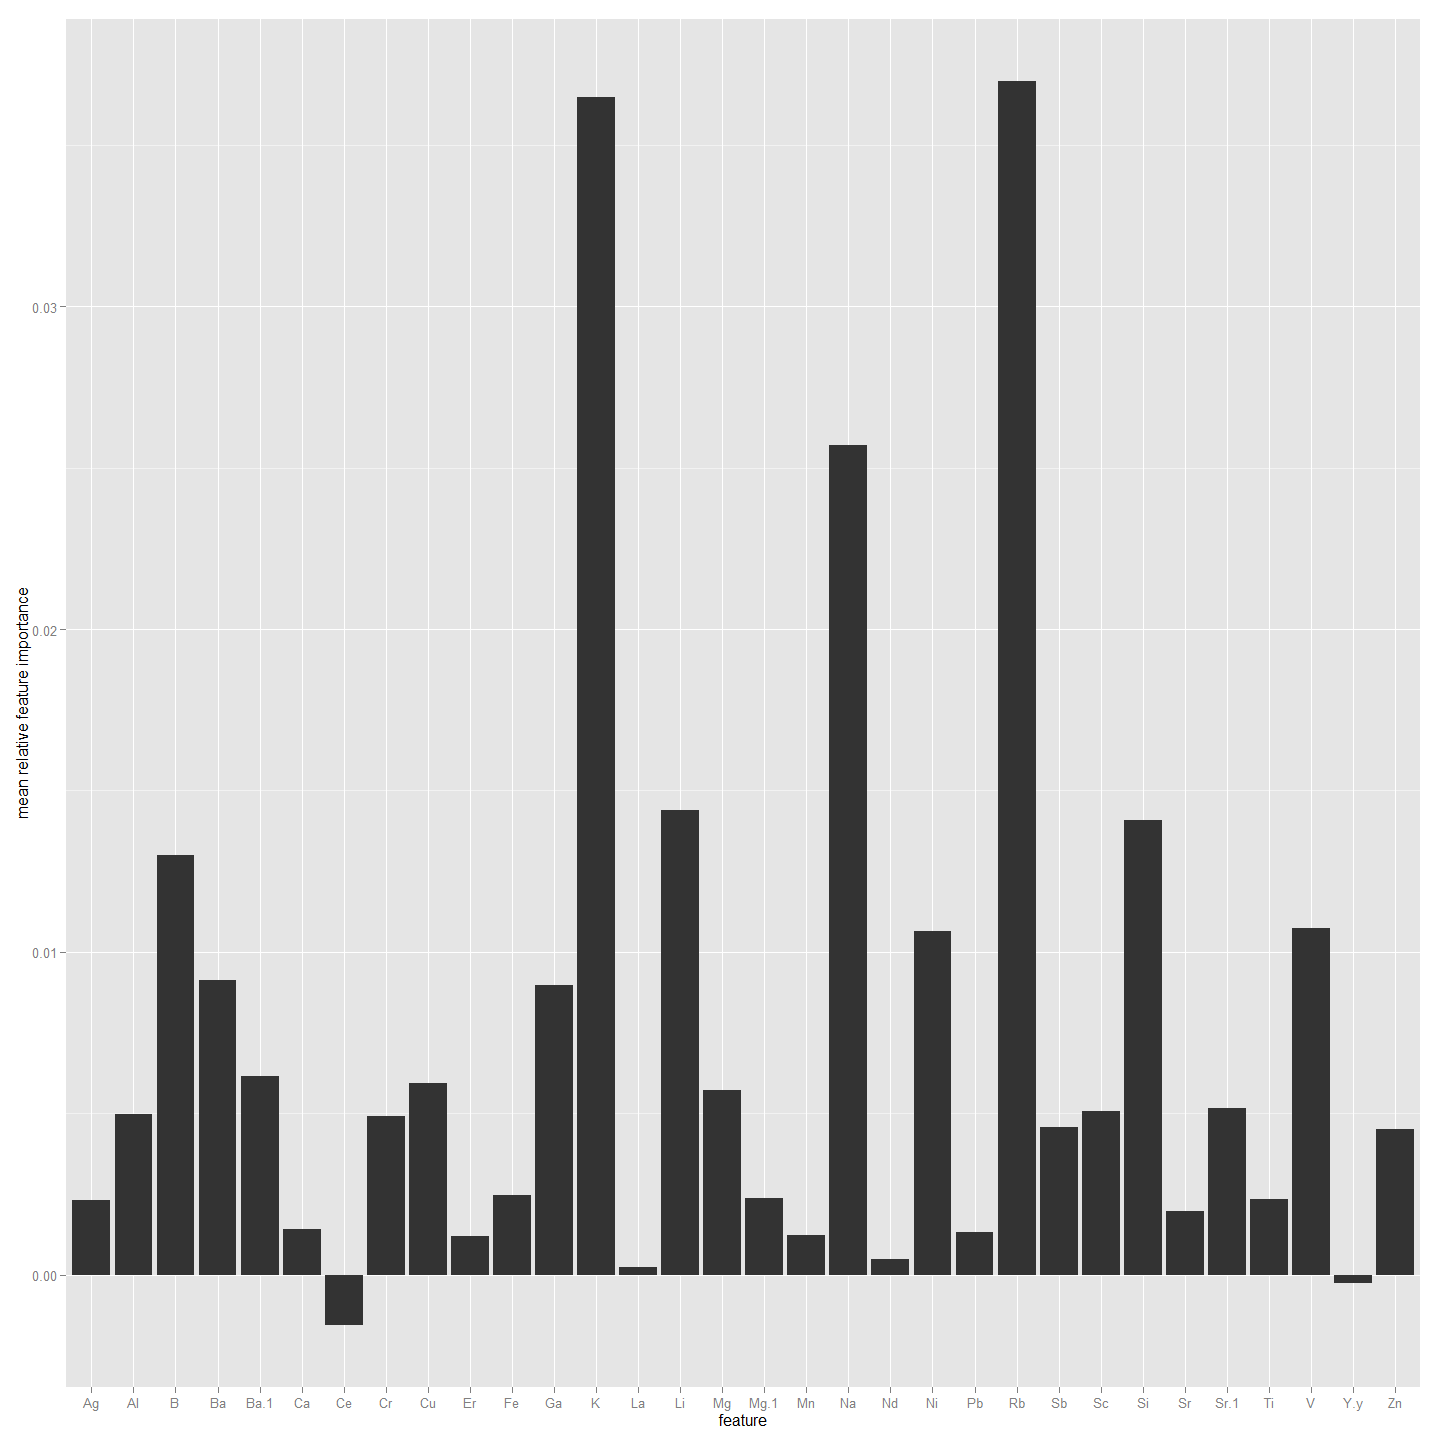 mean relative feature importance
0.03
0.02
0.01
0.00
Ag Al B Ba Ba.1 Ca Ce Cr Cu Er Fe Ga K La Li Mg Mg.1 Mn Na Nd Ni Pb Rb Sb Sc Si Sr Sr.1 Ti V Y.y Zn
feature